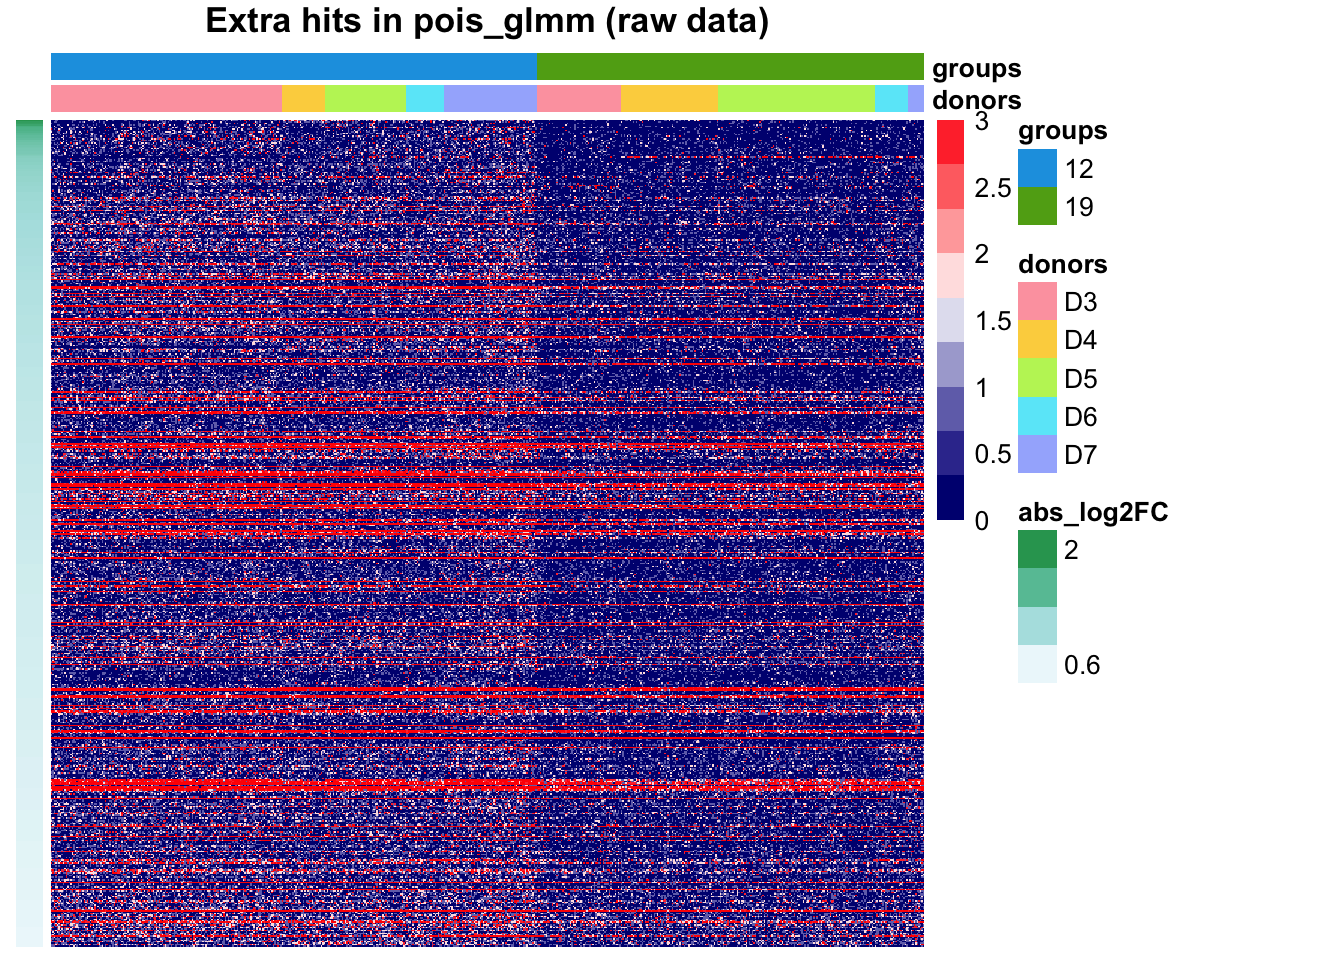 Extra hits in pois_glmm (raw data)
groups
donors
3
2.5
2
1.5
1
0.5
0
groups
12
19
donors
D3
D4
D5
D6
D7
abs_log2FC
2
0.6